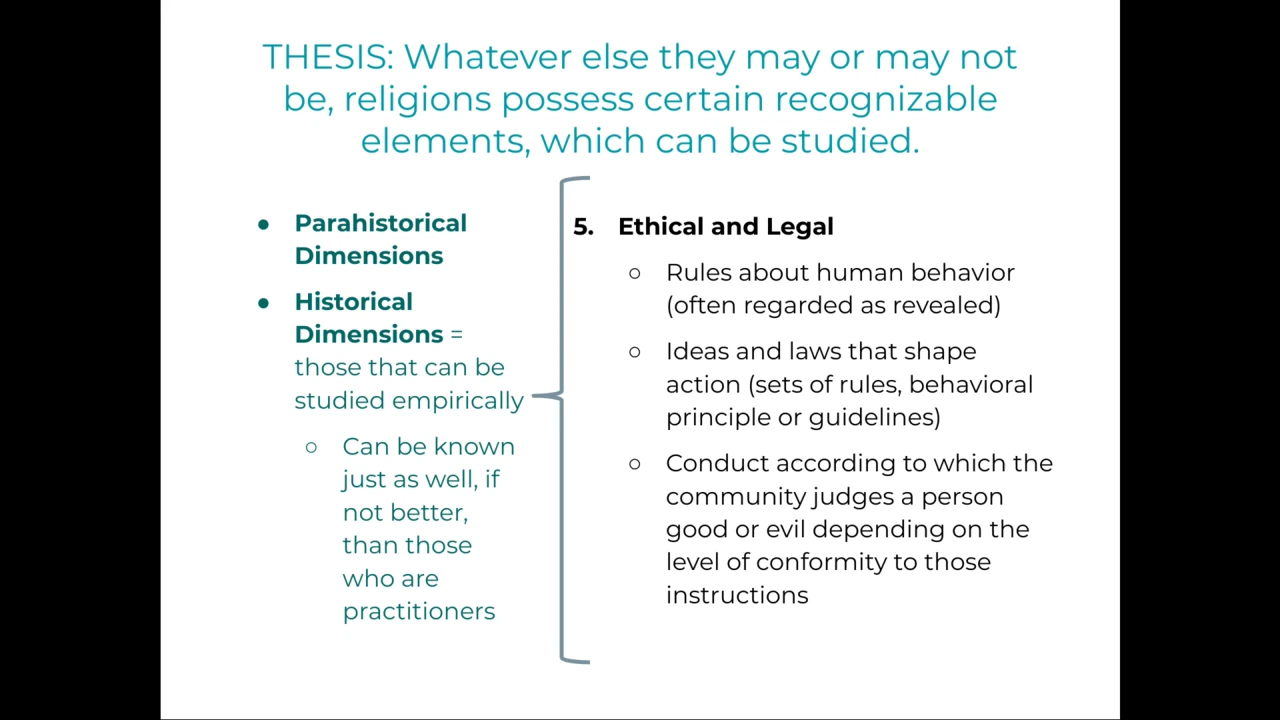 THESIS: Whatever else they may or may not
be, religions possess certain recognizable
elements, which can be studied.
● Parahistorical
Dimensions
● Historical
Dimensions =
those that can be
studied empirically
○ Can be known
just as well, if
not better,
than those
who are
practitioners
5. Ethical and Legal
○ Rules about human behavior
(often regarded as revealed)
○ Ideas and laws that shape
action (sets of rules, behavioral
principle or guidelines)
○ Conduct according to which the
community judges a person
good or evil depending on the
level of conformity to those
instructions